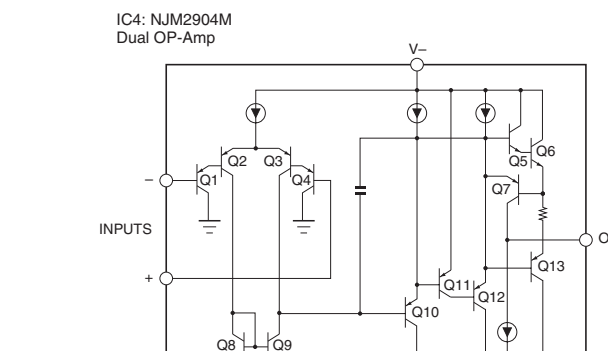 IC4: NJM2904M
Dual OP-Amp
V–
Q2
Q3
Q5
Q6
–
Q1
Q4
Q7
INPUTS
O
+
Q11
Q13
Q12
Q10
Q8
Q9